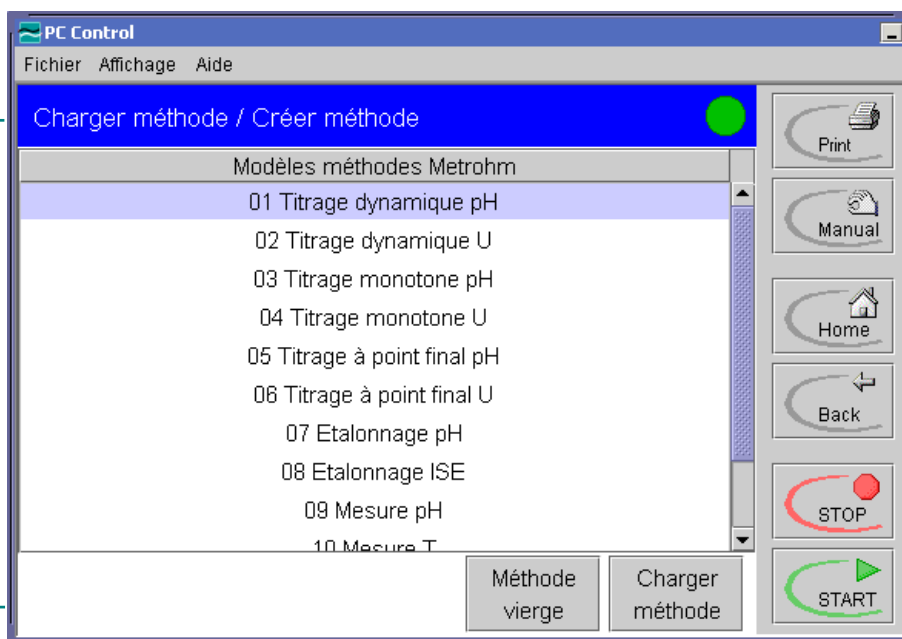 PC Control
Fichier Affichage Aide
Charger méthode / Créer méthode
Modèles méthodes Metrohm
01 Titrage dynamique pH
02 Titrage dynamique U
03 Titrage monotone pH
04 Titrage monotone U
05 Titrage à point final pH
06 Titrage à point final U
07 Etalonnage pH
08 Etalonnage ISE
09 Mesure pH
10 Mesure T
Méthode
vierge
Charger
méthode
Print
Manual
Home
Back
STOP
START